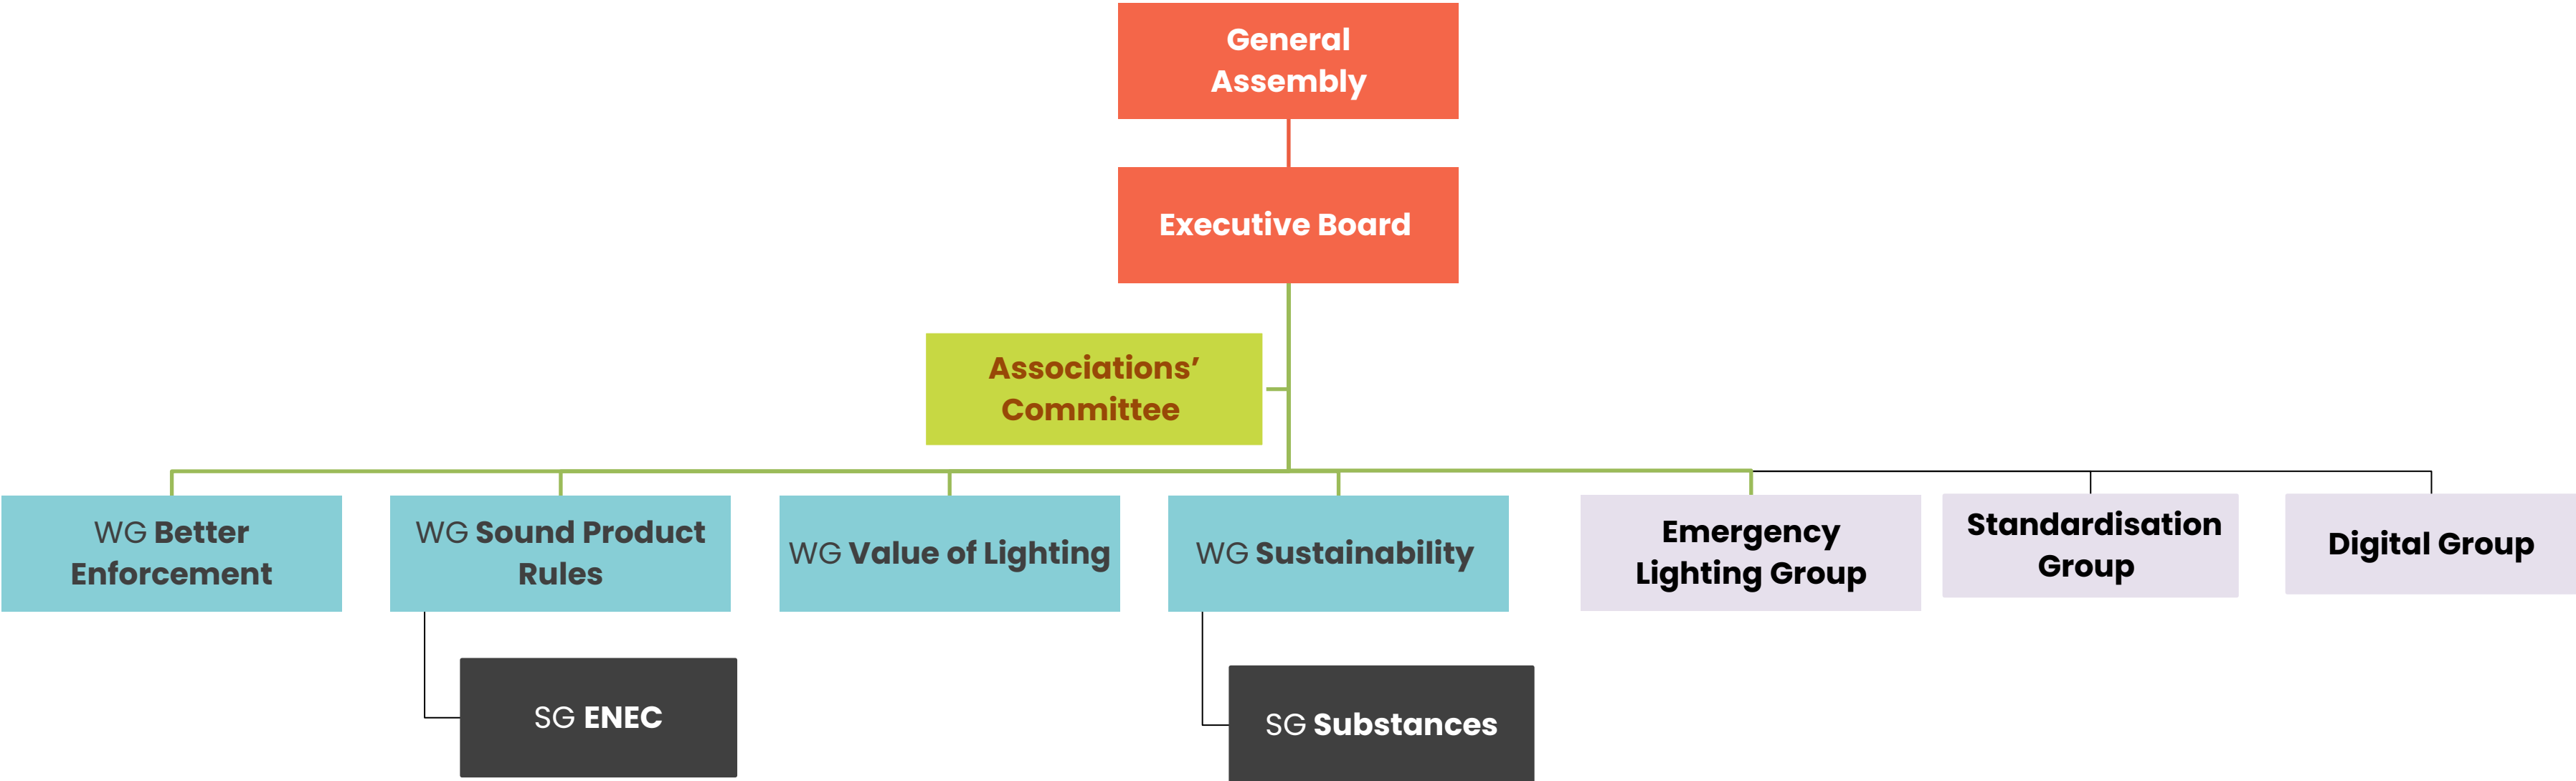 General
Assembly
Executive Board
Associations’
Committee
WG Better
Enforcement
WG Sound Product
Rules
WG Value of Lighting
WG Sustainability
Emergency
Lighting Group
Standardisation
Group
Digital Group
SG ENEC
SG Substances